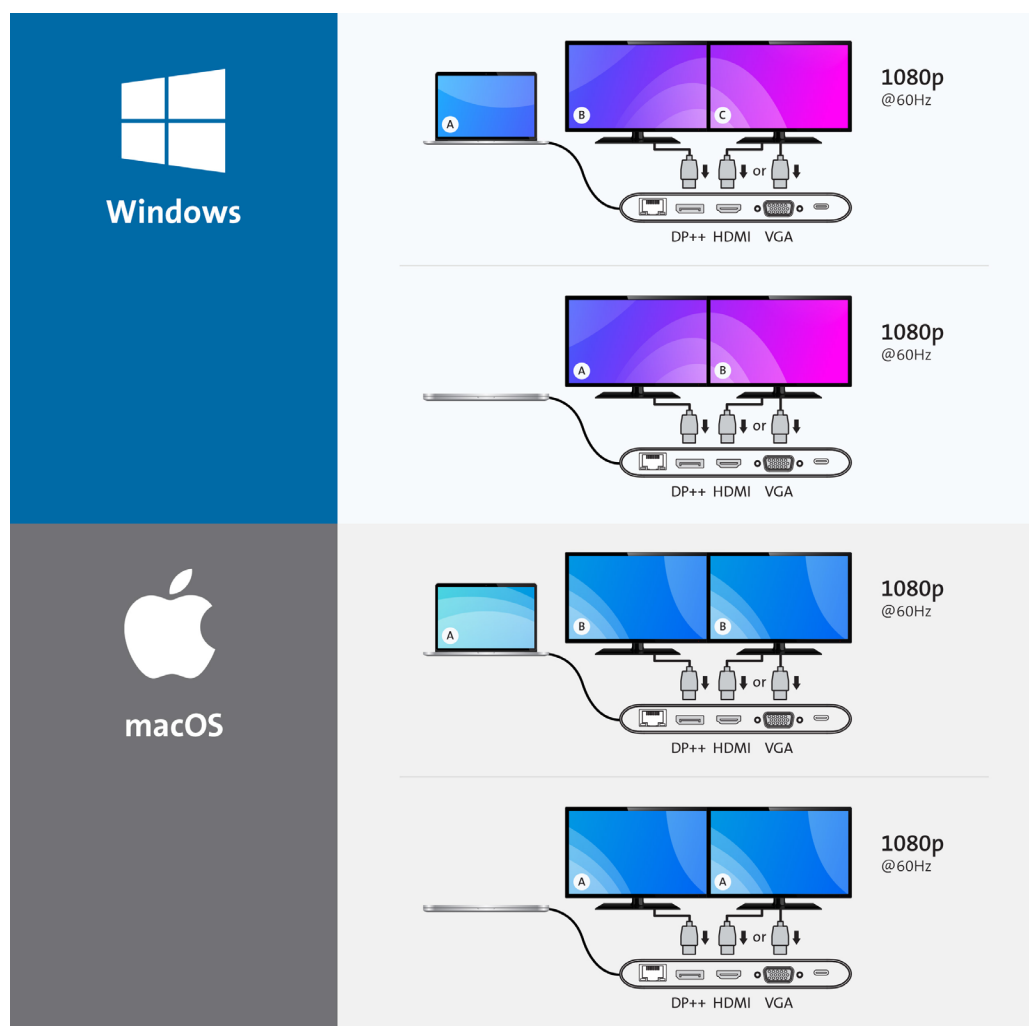 Windows
A
B
C
1080p
@60Hz
or
DP++ HDMI VGA
A
B
1080p
@60Hz
or
DP++ HDMI VGA
macOS
A
B
B
1080p
@60Hz
or
DP++ HDMI VGA
A
A
1080p
@60Hz
or
DP++ HDMI VGA